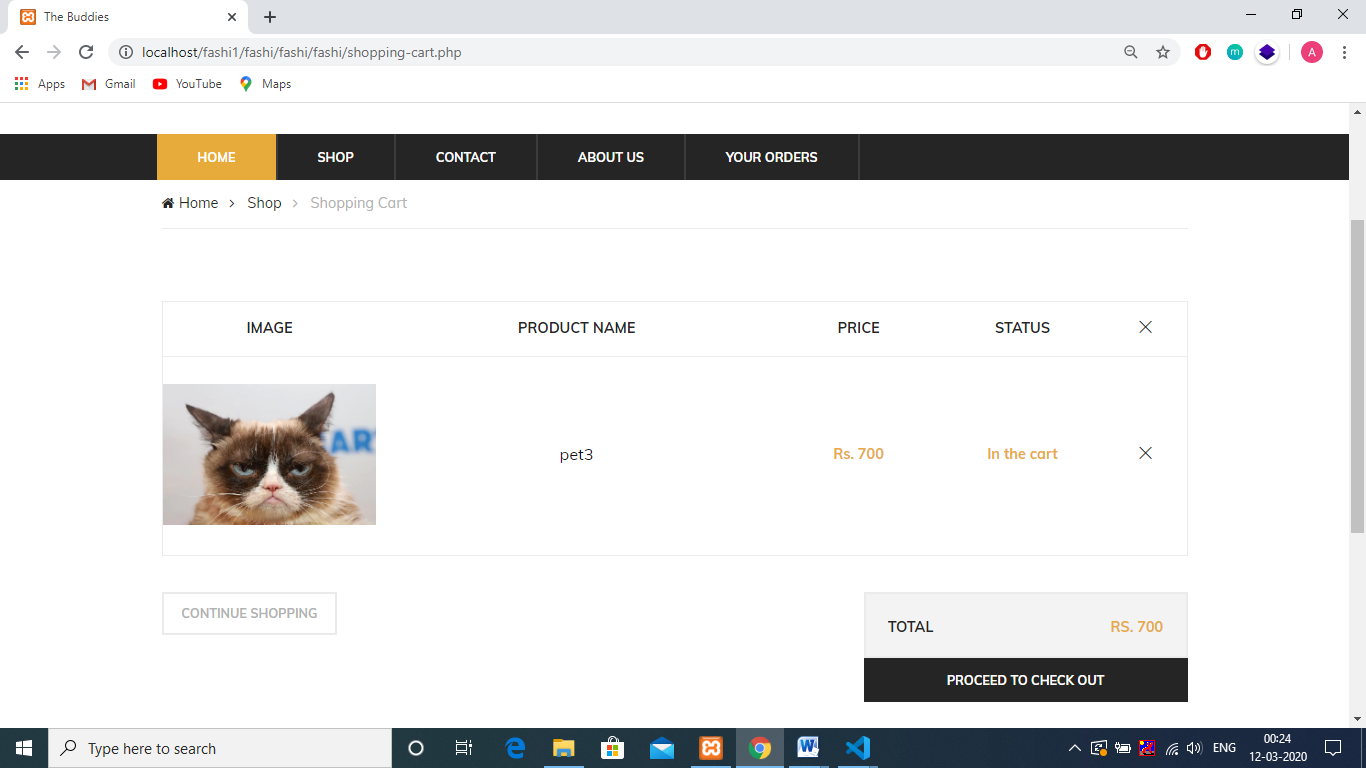 The Buddies
localhost/fashi1/fashi/fashi/fashi/shopping-cart.php
A
m
Apps Gmail YouTube Maps
HOME SHOP CONTACT ABOUT US YOUR ORDERS
Home Shop Shopping Cart
IMAGE PRODUCT NAME PRICE STATUS
EART
pet3 Rs. 700 In the cart
CONTINUE SHOPPING
TOTAL RS. 700
PROCEED TO CHECK OUT
Type here to search
ENG
00:24
12-03-2020